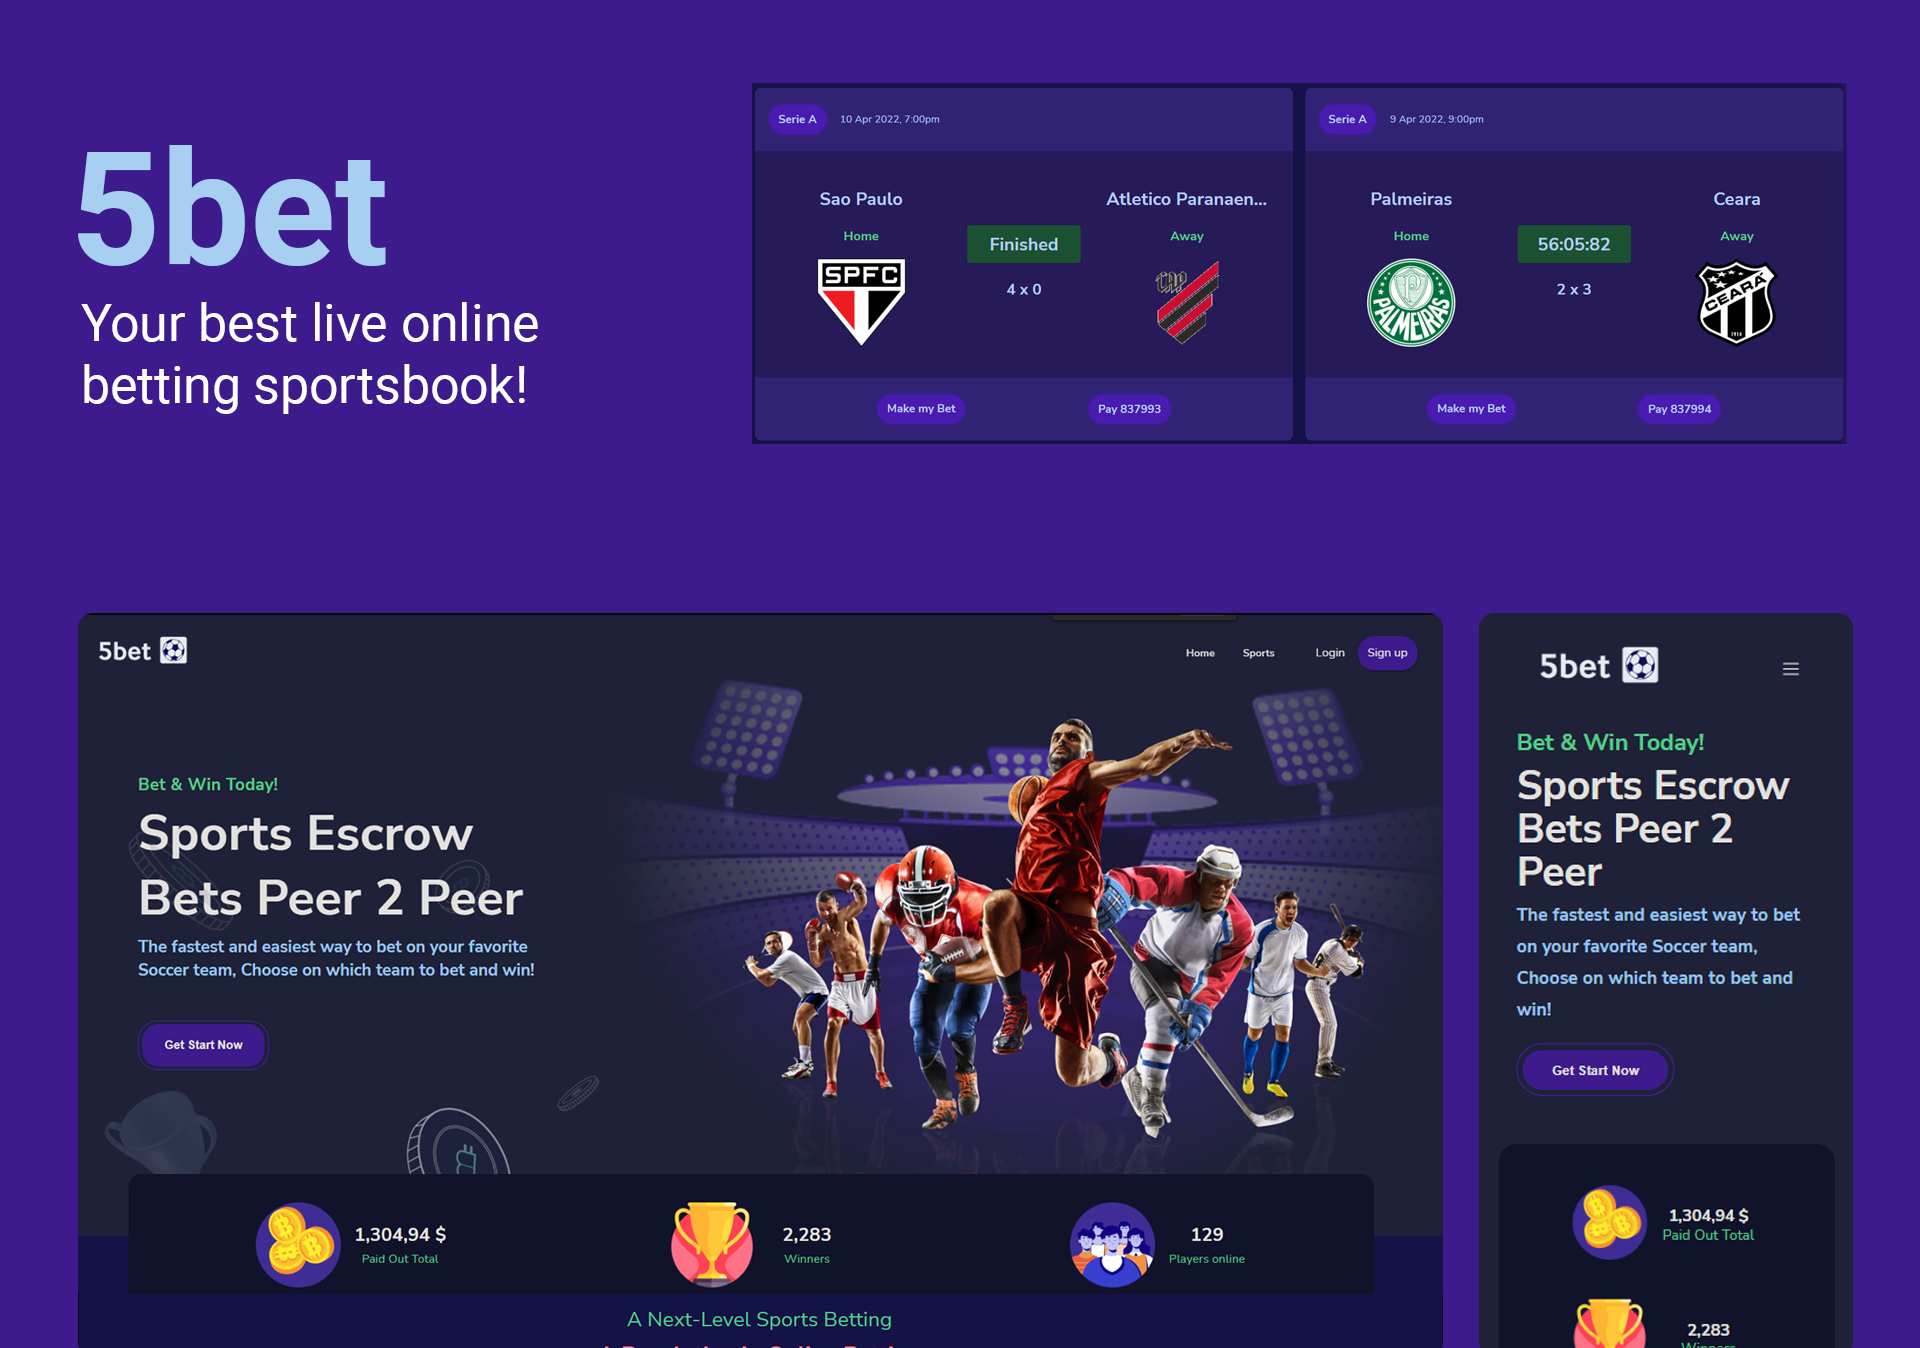 5bet
Your best live online
betting sportsbook!
Serie A 10 Apr 2022, 7:00pm
Sao Paulo Atletico Paranaen...
Home Finished Away
4 x 0
SPFC
CAP
Make my Bet Pay 837993
Serie A 9 Apr 2022, 9:00pm
Palmeiras Ceara
Home 56:05:82 Away
2 x 3
P
PALMEIRAS
CEARA
1914
Make my Bet Pay 837994
5bet
Home Sports Login Sign up
Bet & Win Today!
Sports Escrow
Bets Peer 2 Peer
The fastest and easiest way to bet on your favorite
Soccer team, Choose on which team to bet and win!
Get Start Now
1,304,94 $
Paid Out Total
2,283
Winners
129
Players online
A Next-Level Sports Betting
5bet
Bet & Win Today!
Sports Escrow
Bets Peer 2
Peer
The fastest and easiest way to bet
on your favorite Soccer team,
Choose on which team to bet and
win!
Get Start Now
1,304,94 $
Paid Out Total
2,283
Winners